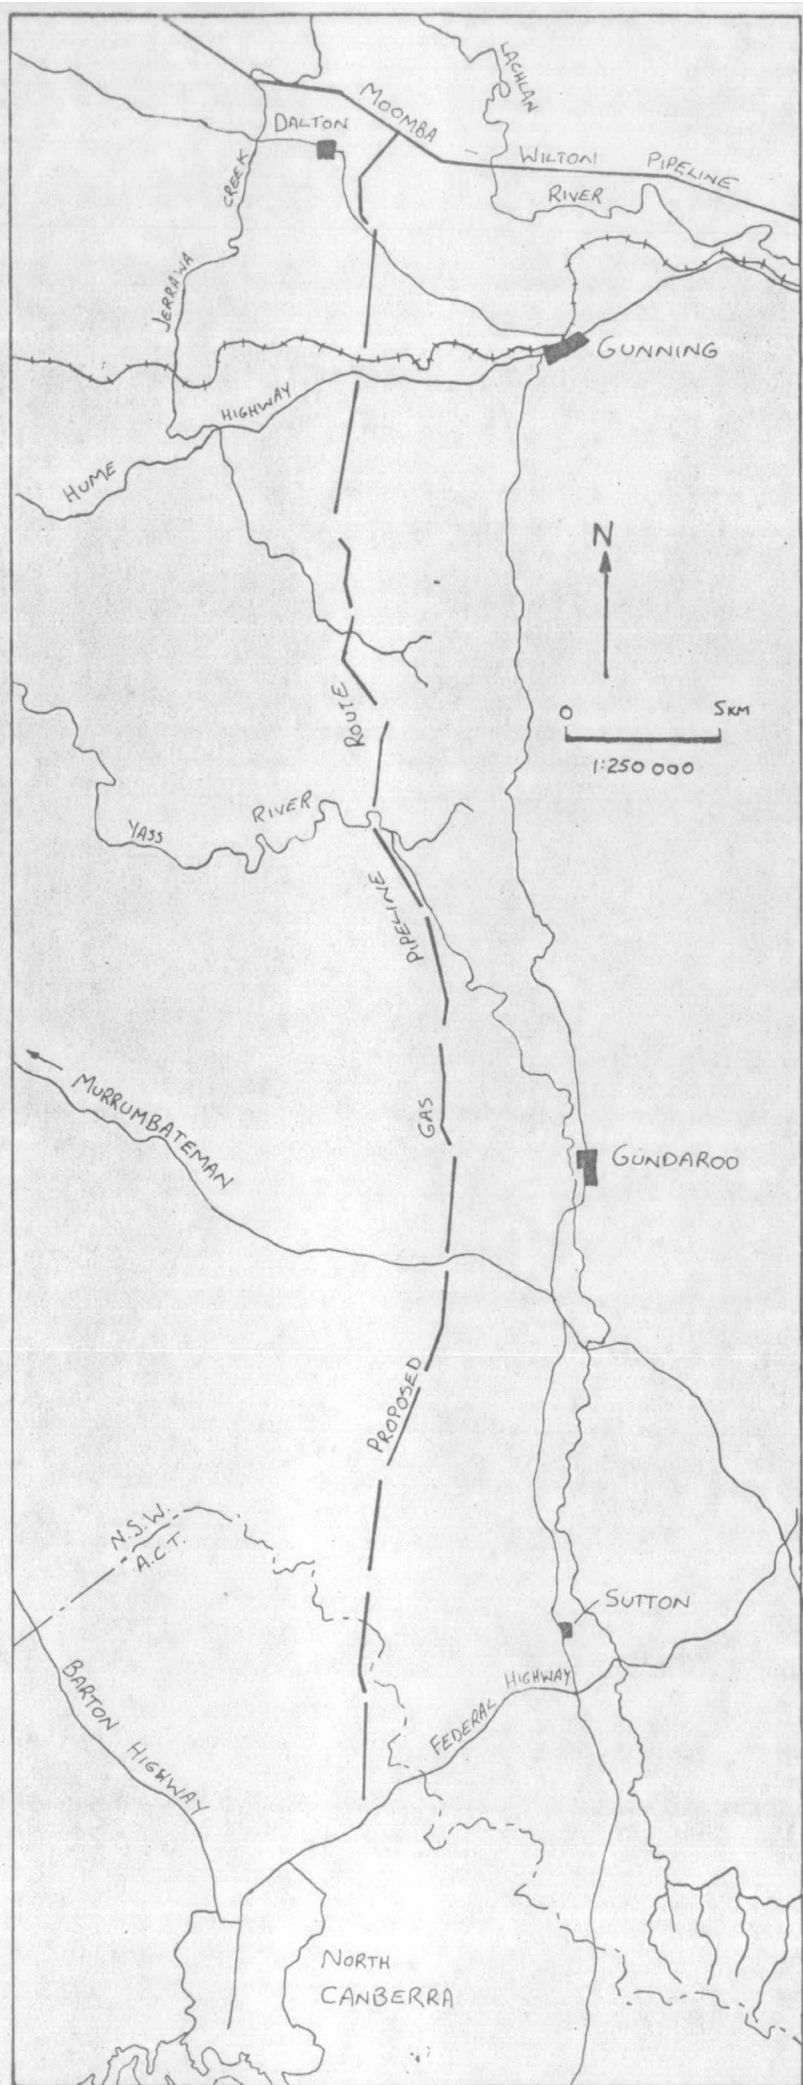 LACHLAN
MOOMBA – WILTON PIPELINE
DALTON
RIVER
JERRAWA CREEK
GUNNING
HIGHWAY
HUME
N
ROUTE
0 5KM
1:250 000
RIVER
YASS
PIPELINE
MURRUMBATEMAN
GAS
GUNDAROO
PROPOSED
N.S.W.
A.C.T.
SUTTON
BARTON HIGHWAY
FEDERAL HIGHWAY
NORTH
CANBERRA